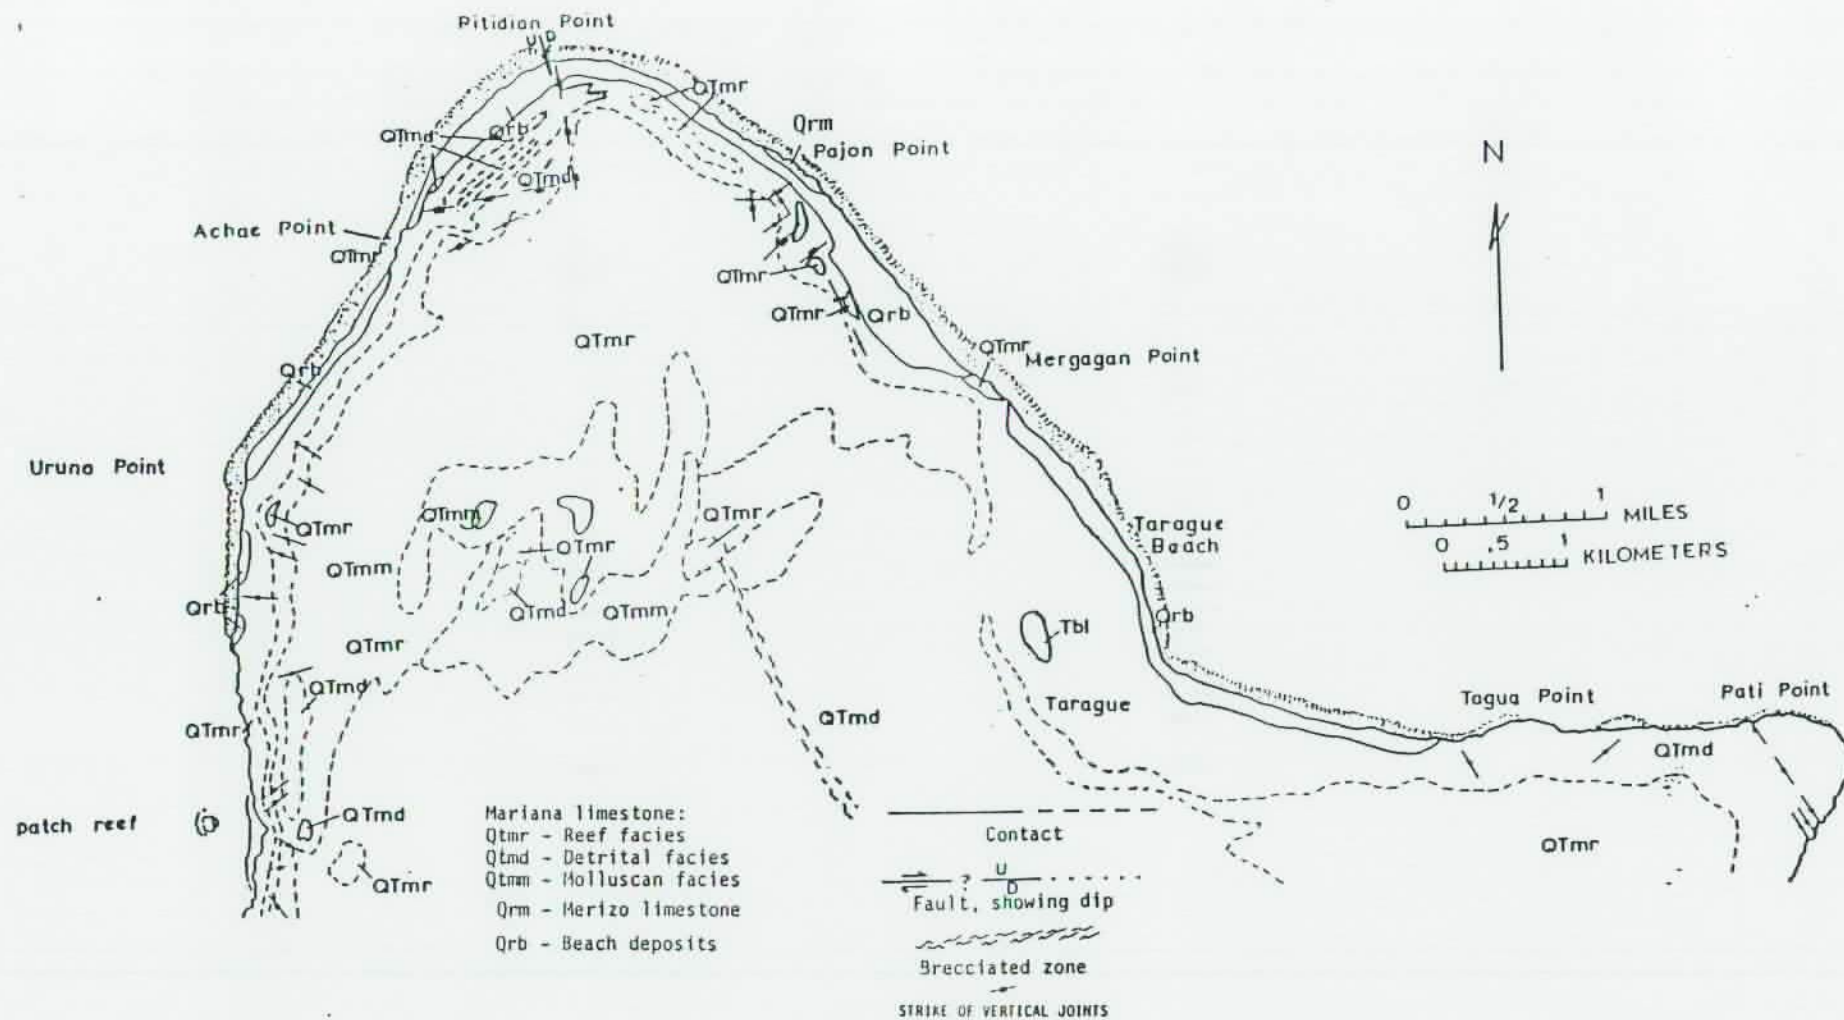 Pitidian Point
U D
QTmr
Qrm
Pajon Point
N
QTmd
Qrb
QTmd
Achae Point
QTmr
QTmr
QTmr
Qrb
QTmr
QTmr
Mergagan Point
Qrb
Uruno Point
0 1/2 1 MILES
0 .5 1 KILOMETERS
QTmr
QTmm
QTmr
Tarague
Beach
QTmr
QTmm
Qrb
QTmd
QTmm
Tbl
Qrb
QTmr
QTmd
Tarague
Tagua Point
Pati Point
QTmr
QTmd
QTmd
patch reef
QTmd
QTmr
QTmr
Mariana limestone:
Qtmr - Reef facies
Qtmd - Detrital facies
Qtmm - Molluscan facies
Qrm - Merizo limestone
Qrb - Beach deposits
Contact
? U
D
Fault, showing dip
Brecciated zone
STRIKE OF VERTICAL JOINTS